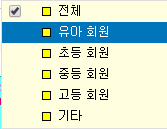 전체
유아 회원
초등 회원
중등 회원
고등 회원
기타